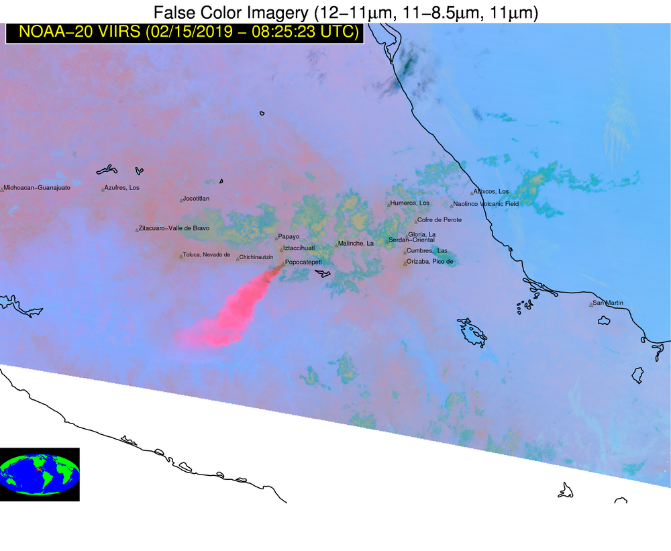 False Color Imagery (12−11μm, 11−8.5μm, 11μm)
NOAA−20 VIIRS (02/15/2019 − 08:25:23 UTC)
Michoacan−Guanajuato
Azufres, Los
Jocotitlan
Atlixcos, Los
Humeros, Los
Naolinco Volcanic Field
Cofre de Perote
Zitacuaro−Valle de Bravo
Papayo
Gloria, La
Serdan−Oriental
Malinche, La
Iztaccihuatl
Cumbres, Las
Toluca, Nevado de
Chichinautzin
Popocatepetl
Orizaba, Pico de
San Martin